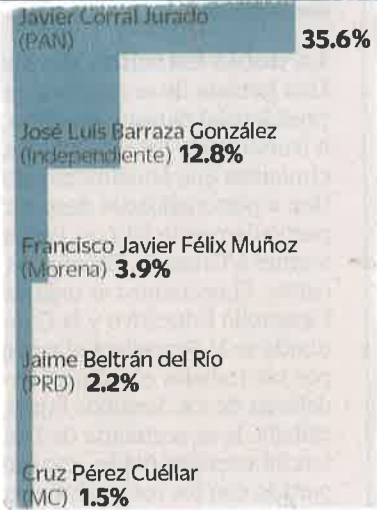 Javier Corral Jurado
(PAN)
35.6%
José Luis Barraza González
(Independiente) 12.8%
Francisco Javier Félix Muñoz
(Morena) 3.9%
Jaime Beltrán del Río
(PRD) 2.2%
Cruz Pérez Cuéllar
(MC) 1.5%